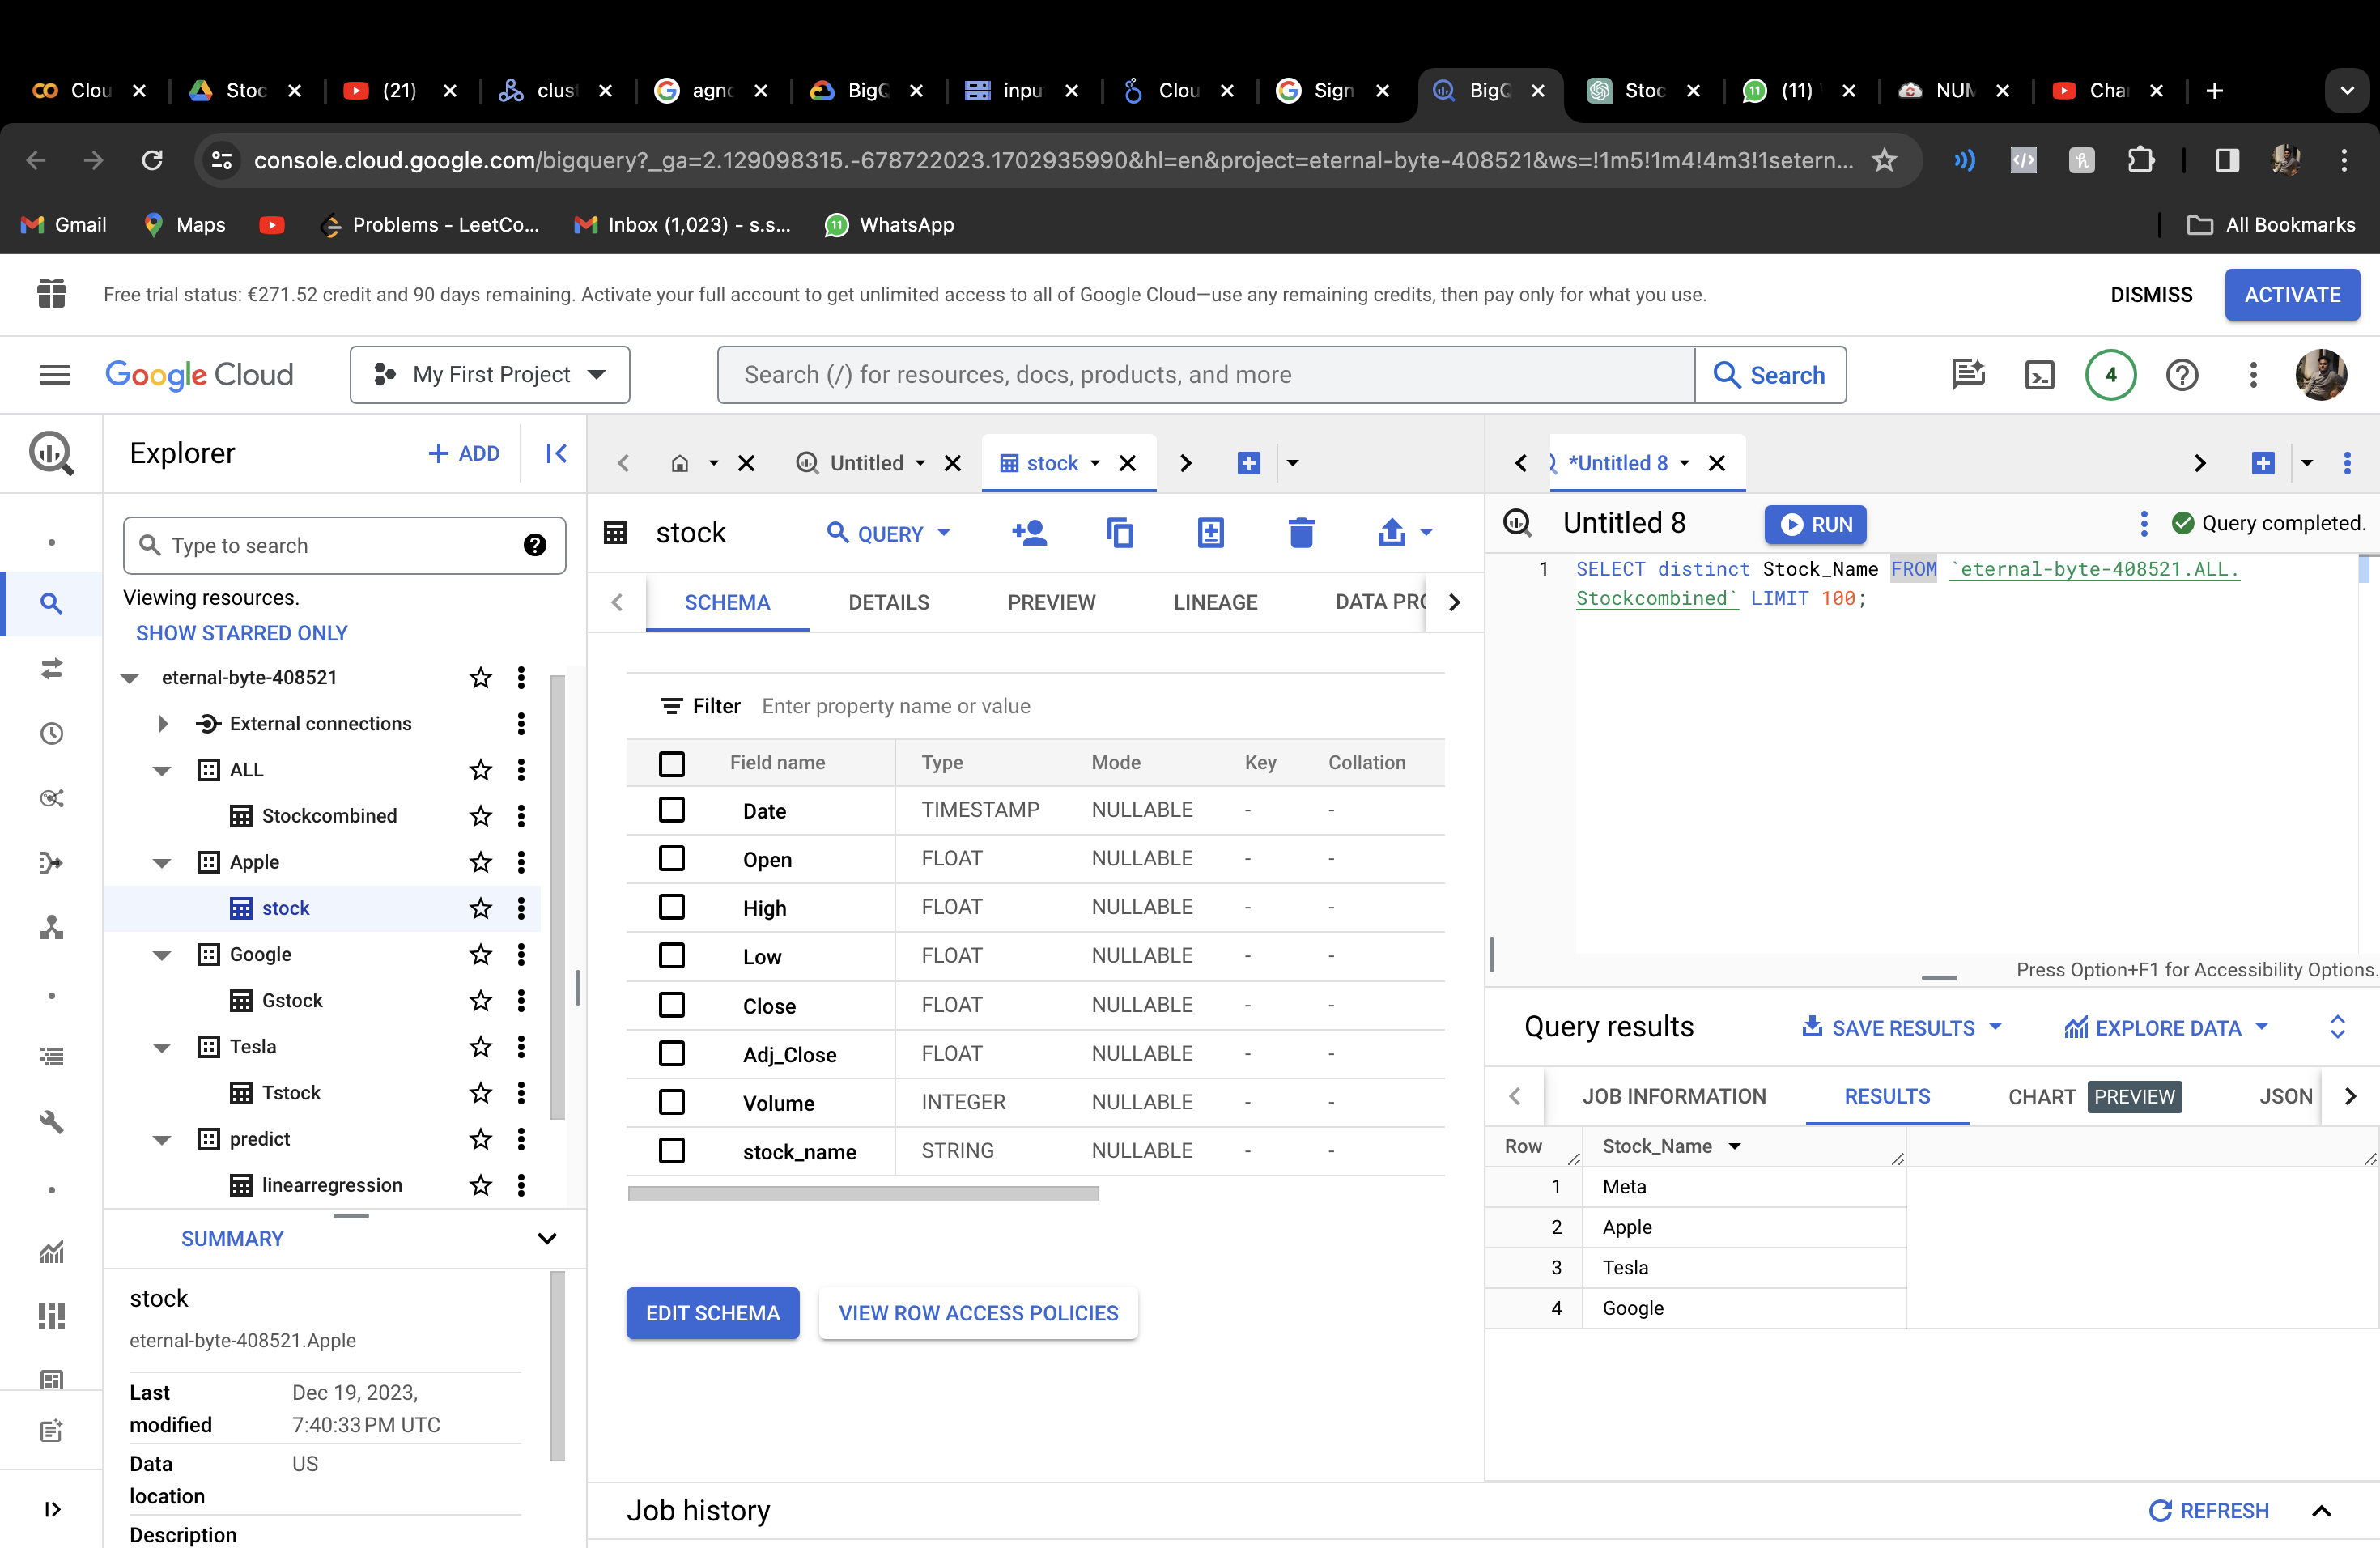 Clou
Stoc
(21)
clust
agno
BigQ
inpu
Clou
Sign
BigQ
Stoc
(11)
NUM
Cha
console.cloud.google.com/bigquery?_ga=2.129098315.-678722023.1702935990&hl=en&project=eternal-byte-408521&ws=!1m5!1m4!4m3!1setern...
Gmail
Maps
Problems - LeetCo...
Inbox (1,023) - s.s...
11 WhatsApp
All Bookmarks
Free trial status: €271.52 credit and 90 days remaining. Activate your full account to get unlimited access to all of Google Cloud—use any remaining credits, then pay only for what you use.
DISMISS
ACTIVATE
Google Cloud
My First Project
Search (/) for resources, docs, products, and more
Search
4
Explorer
+ ADD
Type to search
Viewing resources.
SHOW STARRED ONLY
eternal-byte-408521
External connections
ALL
Stockcombined
Apple
stock
Google
Gstock
Tesla
Tstock
predict
linearregression
SUMMARY
stock
eternal-byte-408521.Apple
Last modified Dec 19, 2023, 7:40:33 PM UTC
Data location US
Description
Untitled
stock
stock
QUERY
SCHEMA DETAILS PREVIEW LINEAGE DATA PRO
Filter Enter property name or value
Field name Type Mode Key Collation
Date TIMESTAMP NULLABLE - -
Open FLOAT NULLABLE - -
High FLOAT NULLABLE - -
Low FLOAT NULLABLE - -
Close FLOAT NULLABLE - -
Adj_Close FLOAT NULLABLE - -
Volume INTEGER NULLABLE - -
stock_name STRING NULLABLE - -
EDIT SCHEMA
VIEW ROW ACCESS POLICIES
*Untitled 8
Untitled 8
RUN
Query completed.
1 SELECT distinct Stock_Name FROM `eternal-byte-408521.ALL.
Stockcombined` LIMIT 100;
Press Option+F1 for Accessibility Options.
Query results
SAVE RESULTS
EXPLORE DATA
JOB INFORMATION RESULTS CHART PREVIEW JSON
Row Stock_Name
1 Meta
2 Apple
3 Tesla
4 Google
Job history
REFRESH